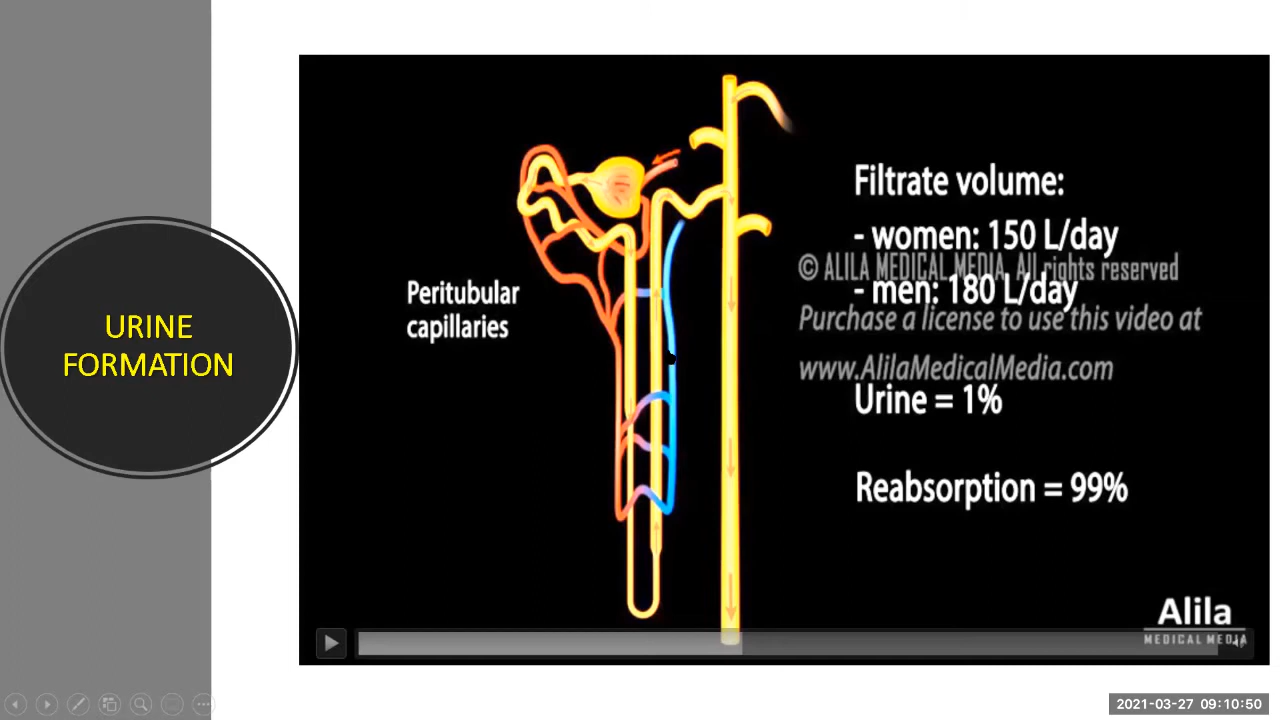 URINE
FORMATION
Peritubular
capillaries
Filtrate volume:
- women: 150 L/day
© ALILA MEDICAL MEDIA. All rights reserved
- men: 180 L/day
Purchase a license to use this video at
www.AlilaMedicalMedia.com
Urine = 1%
Reabsorption = 99%
Alila
MEDICAL MEDIA
2021-03-27 09:10:50